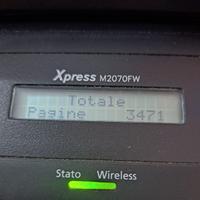 Xpress M2070FW
Totale
Pagine 3471
Stato Wireless